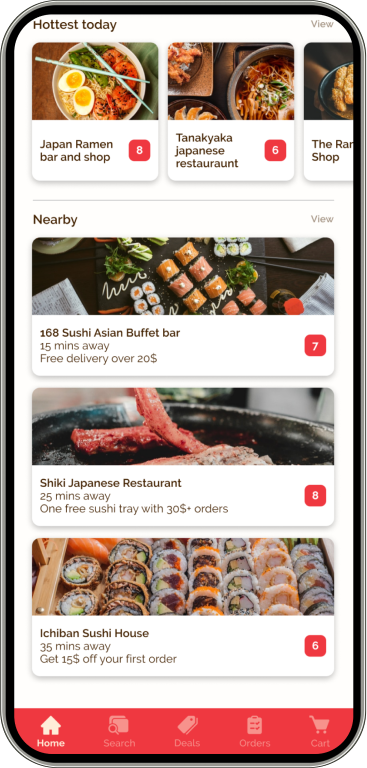 Hottest today
View
Japan Ramen
bar and shop
8
Tanakyaka
japanese
restauraunt
6
The Ra
Shop
Nearby
View
168 Sushi Asian Buffet bar
15 mins away
Free delivery over 20$
7
Shiki Japanese Restaurant
25 mins away
One free sushi tray with 30$+ orders
8
Ichiban Sushi House
35 mins away
Get 15$ off your first order
6
Home
Search
Deals
Orders
Cart